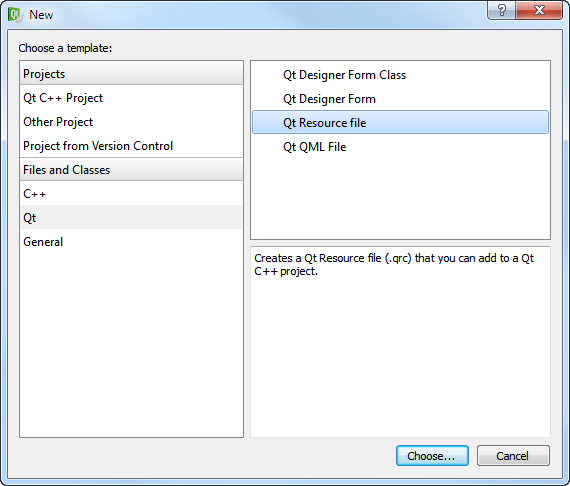 New
Choose a template:
Projects
Qt C++ Project
Other Project
Project from Version Control
Files and Classes
C++
Qt
General
Qt Designer Form Class
Qt Designer Form
Qt Resource file
Qt QML File
Creates a Qt Resource file (.qrc) that you can add to a Qt
C++ project.
Choose...
Cancel